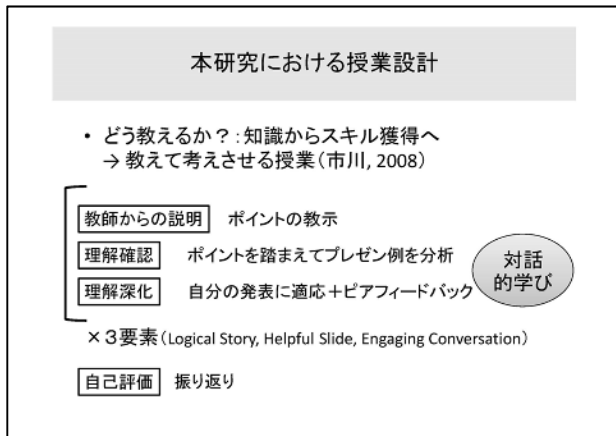 本研究における授業設計
• どう教えるか？：知識からスキル獲得へ
→ 教えて考えさせる授業（市川, 2008）
教師からの説明 ポイントの教示
理解確認 ポイントを踏まえてプレゼン例を分析
理解深化 自分の発表に適応＋ピアフィードバック
対話
的学び
×３要素（Logical Story, Helpful Slide, Engaging Conversation）
自己評価 振り返り